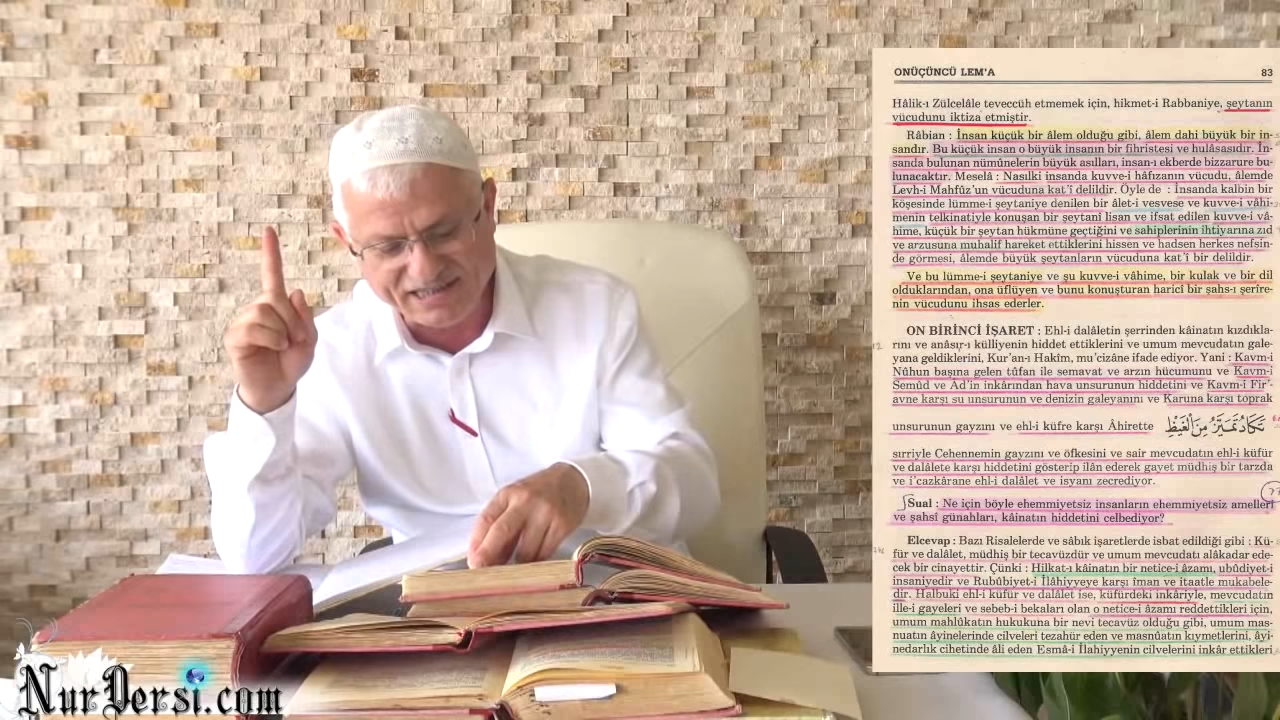 ONÜÇÜNCÜ LEM'A 83
Hâlik-ı Zülcelâle teveccüh etmemek için, hikmet-i Rabbaniye, şeytanın
vücudunu iktiza etmiştir.
Râbian : İnsan küçük bir âlem olduğu gibi, âlem dahi büyük bir in-
sandır. Bu küçük insan o büyük insanın bir fihristesi ve hulâsasıdır. İn-
sanda bulunan nümûnelerin büyük asılları, insan-ı ekberde bizzarure bu-
lunacaktır. Meselâ : Nasılki insanda kuvve-i hâfızanın vücudu, âlemde
Levh-i Mahfûz'un vücuduna kat'î delildir. Öyle de : İnsanda kalbin bir
köşesinde lümme-i şeytaniye denilen bir âlet-i vesvese ve kuvve-i vâhi-
menin telkinatiyle konuşan bir şeytanî lisan ve ifsat edilen kuvve-i vâ-
hime, küçük bir şeytan hükmüne geçtiğini ve sahiplerinin ihtiyarına zıd
ve arzusuna muhalif hareket ettiklerini hissen ve hadsen herkes nefsin-
de görmesi, âlemde büyük şeytanların vücuduna kat'î bir delildir.
Ve bu lümme-i şeytaniye ve şu kuvve-i vâhime, bir kulak ve bir dil
olduklarından, ona üflüyen ve bunu konuşturan haricî bir şahs-ı şerîre-
nin vücudunu ihsas ederler.
ON BİRİNCİ İŞARET : Ehl-i dalâletin şerrinden kâinatın kızdıkla-
rını ve anâsır-ı külliyenin hiddet ettiklerini ve umum mevcudatın gale-
yana geldiklerini, Kur'an-ı Hakîm, mu'cizâne ifade ediyor. Yani : Kavm-i
Nûhun başına gelen tûfan ile semavat ve arzın hücumunu ve Kavm-i
Semûd ve Âd'in inkârından hava unsurunun hiddetini ve Kavm-i Fir'-
avne karşı su unsurunun ve denizin galeyanını ve Karuna karşı toprak
unsurunun gayzını ve ehl-i küfre karşı Âhirette تَكَادُ تَمَيَّزُ مِنَ الْغَيْظِ
sırriyle Cehennemin gayzını ve öfkesini ve sair mevcudatın ehl-i küfür
ve dalâlete karşı hiddetini gösterip ilân ederek gayet müdhiş bir tarzda
ve i'cazkârane ehl-i dalâlet ve isyanı zecrediyor.
Sual : Ne için böyle ehemmiyetsiz insanların ehemmiyetsiz amelleri
ve şahsî günahları, kâinatın hiddetini celbediyor?
Elcevap : Bazı Risalelerde ve sâbık işaretlerde isbat edildiği gibi : Kü-
für ve dalâlet, müdhiş bir tecavüzdür ve umum mevcudatı alâkadar ede-
cek bir cinayettir. Çünki : Hilkat-ı kâinatın bir netice-i âzamı, ubûdiyet-i
insaniyedir ve Rubûbiyet-i İlâhiyyeye karşı iman ve itaatle mukabele-
dir. Halbuki ehl-i küfür ve dalâlet ise, küfürdeki inkâriyle, mevcudatın
ille-i gayeleri ve sebeb-i bekaları olan o netice-i âzamı reddettikleri için,
umum mahlûkatın hukukuna bir nevi tecavüz olduğu gibi, umum mas-
nuatın âyinelerinde cilveleri tezahür eden ve masnuatın kıymetlerini, âyi-
nedarlık cihetinde âli eden Esmâ-i İlahiyyenin cilvelerini inkâr ettikleri
NurDersi.com